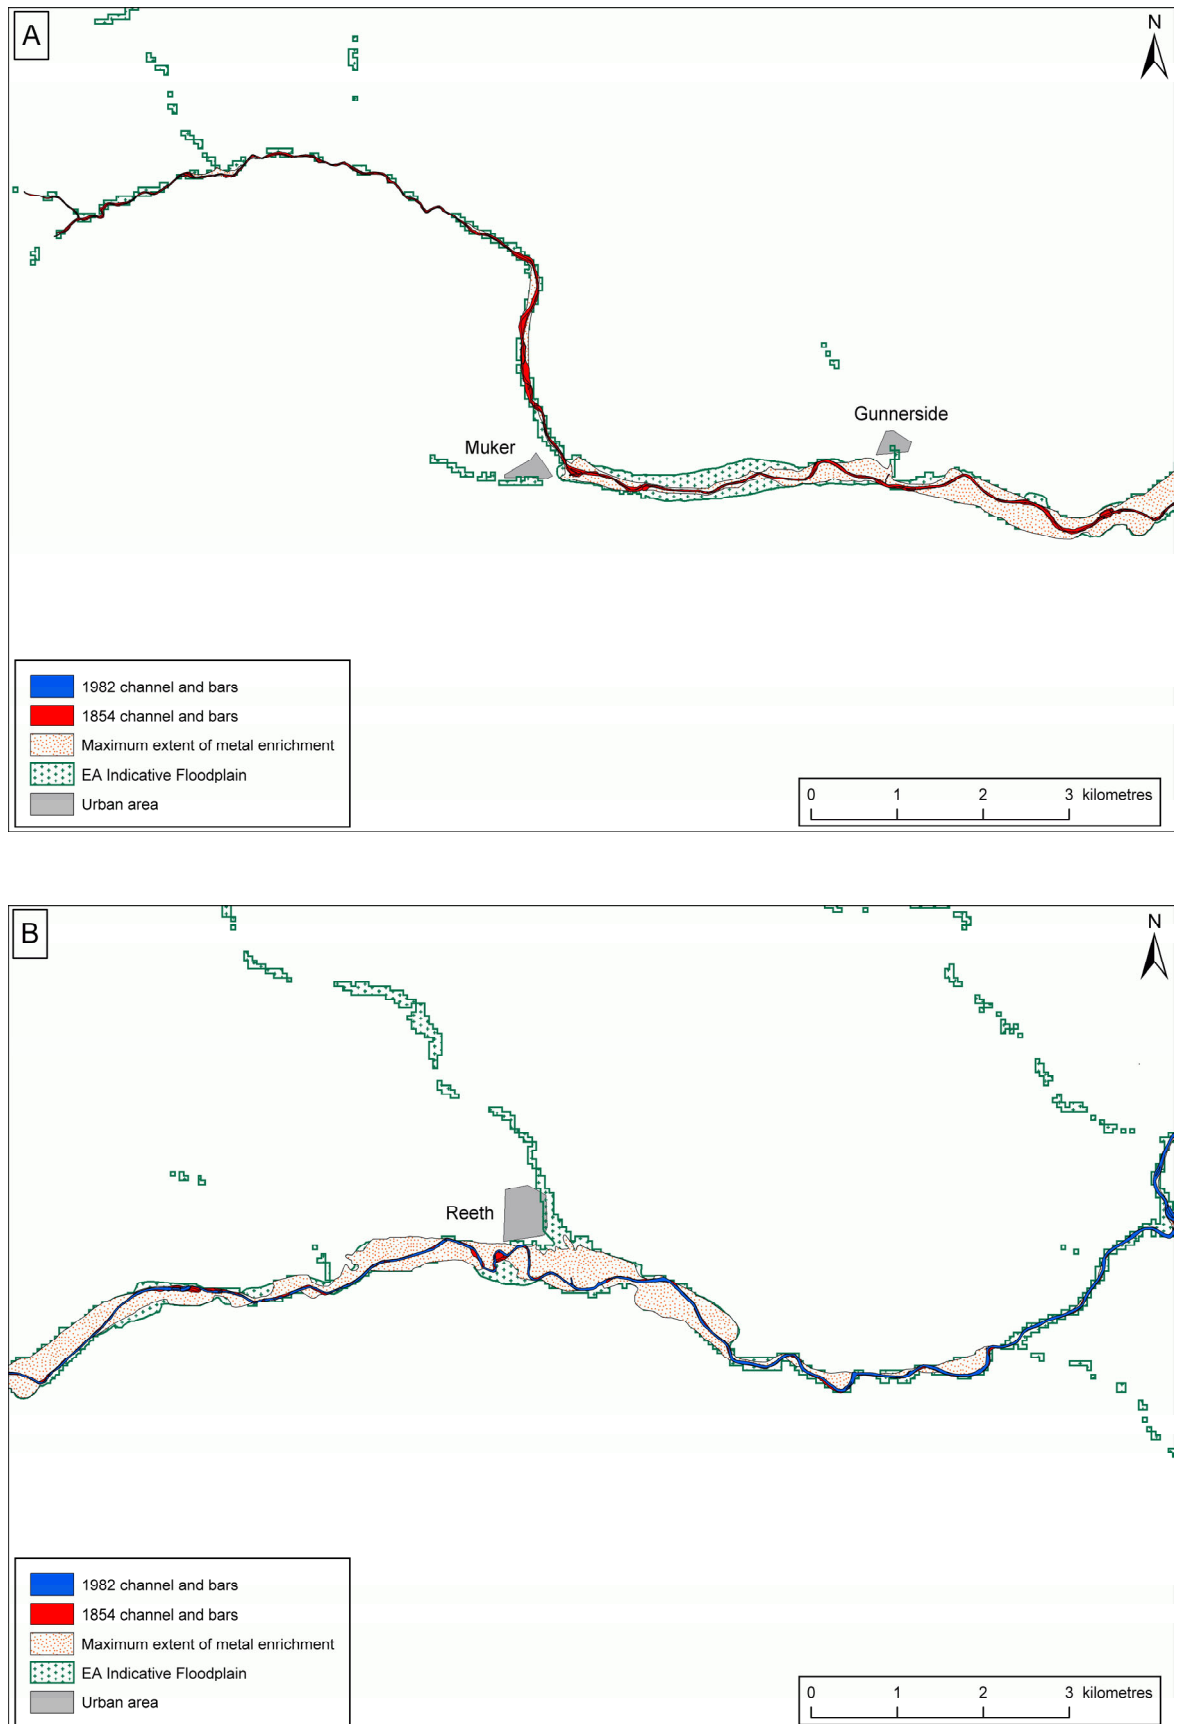 A
N
Gunnerside
Muker
1982 channel and bars
1854 channel and bars
Maximum extent of metal enrichment
EA Indicative Floodplain
Urban area
0 1 2 3 kilometres
B
N
Reeth
1982 channel and bars
1854 channel and bars
Maximum extent of metal enrichment
EA Indicative Floodplain
Urban area
0 1 2 3 kilometres